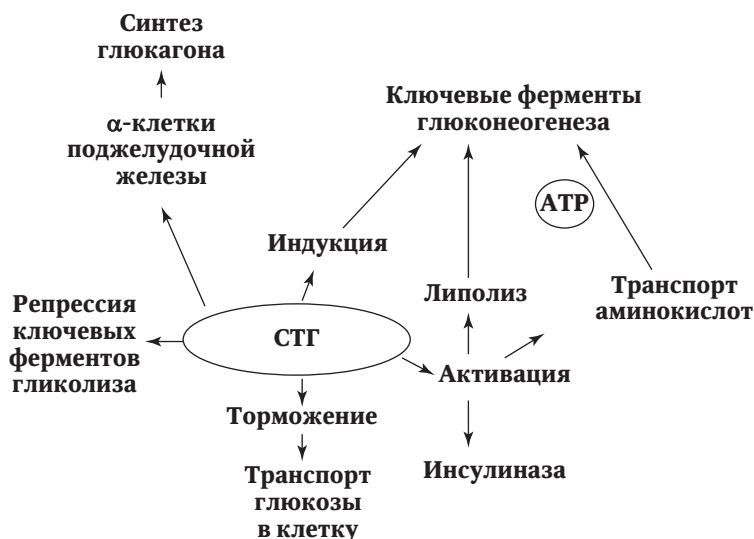 Синтез
глюкагона
α-клетки
поджелудочной
железы
Ключевые ферменты
глюконеогенеза
АТР
Индукция
Липолиз
Транспорт
аминокислот
Репрессия
ключевых
ферментов
гликолиза
СТГ
Активация
Торможение
Транспорт
глюкозы
в клетку
Инсулиназа